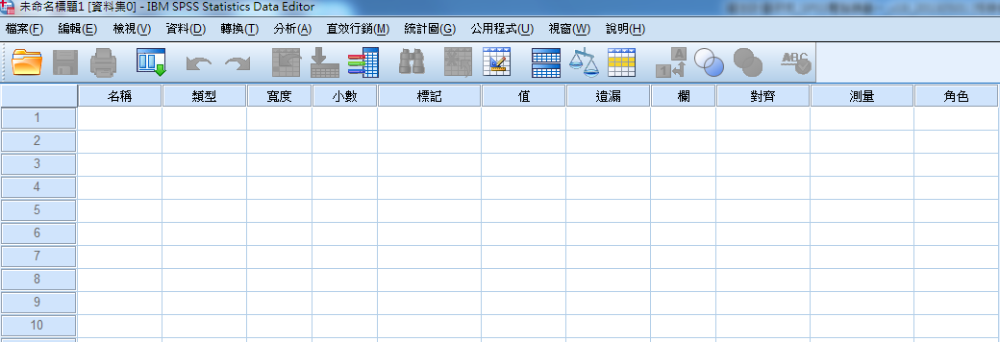 未命名標題1 [資料集0] - IBM SPSS Statistics Data Editor
檔案(F) 編輯(E) 檢視(V) 資料(D) 轉換(T) 分析(A) 直效行銷(M) 統計圖(G) 公用程式(U) 視窗(W) 說明(H)
1 A
ABC
名稱 類型 寬度 小數 標記 值 遺漏 欄 對齊 測量 角色
1
2
3
4
5
6
7
8
9
10